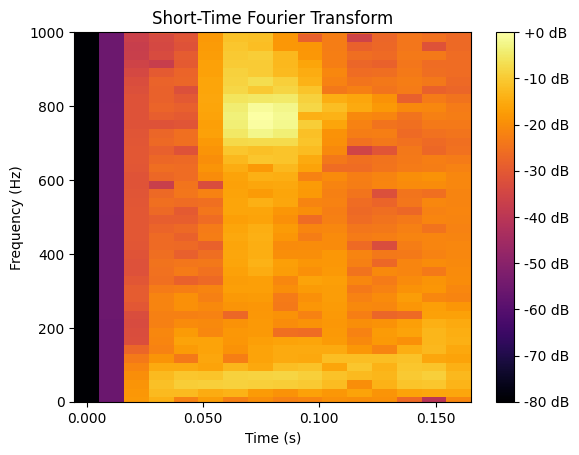 Short-Time Fourier Transform
1000
800
600
400
200
0
Frequency (Hz)
0.000
0.050
0.100
0.150
Time (s)
+0 dB
-10 dB
-20 dB
-30 dB
-40 dB
-50 dB
-60 dB
-70 dB
-80 dB